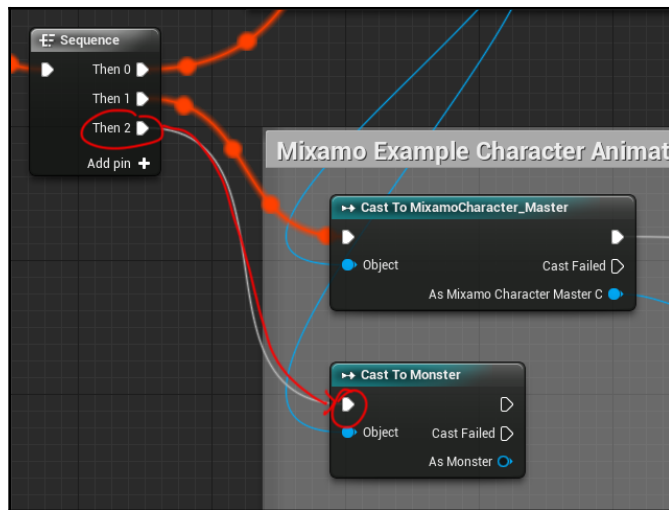 Sequence
Then 0
Then 1
Then 2
Add pin
Mixamo Example Character Animat
Cast To MixamoCharacter_Master
Object
Cast Failed
As Mixamo Character Master C
Cast To Monster
Object
Cast Failed
As Monster